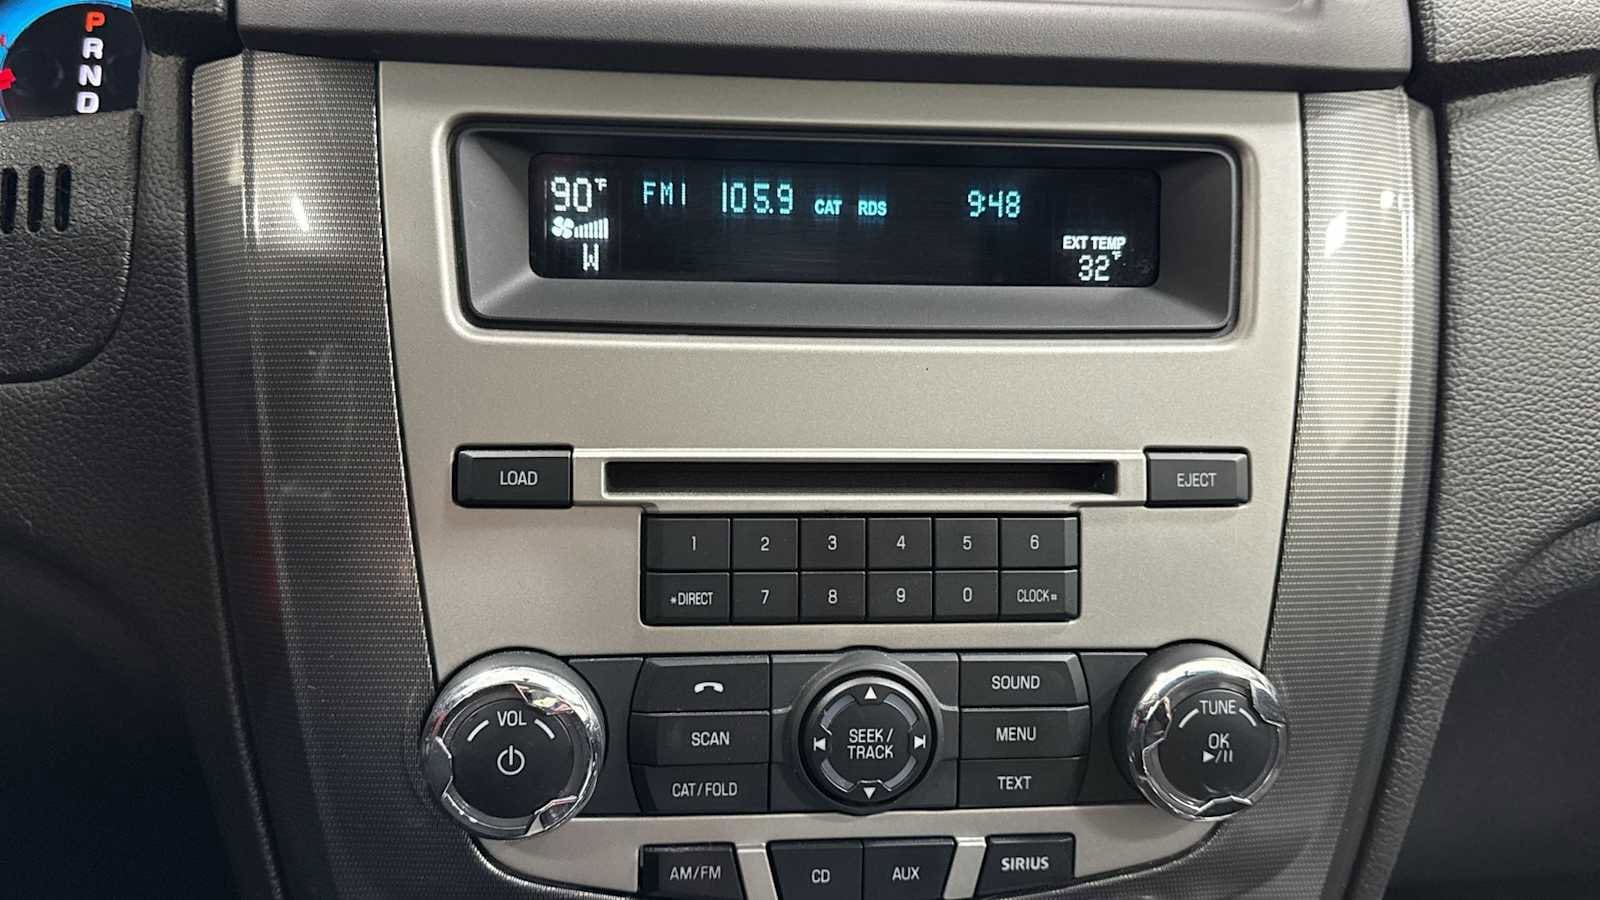 P
R
N
D
90°F
FM1 105.9 CAT RDS 9:48
W
EXT TEMP
32°F
LOAD
EJECT
1 2 3 4 5 6
*DIRECT 7 8 9 0 CLOCK#
VOL
SCAN
CAT/FOLD
SEEK/
TRACK
SOUND
MENU
TEXT
TUNE
OK
▶/II
AM/FM
CD
AUX
SIRIUS